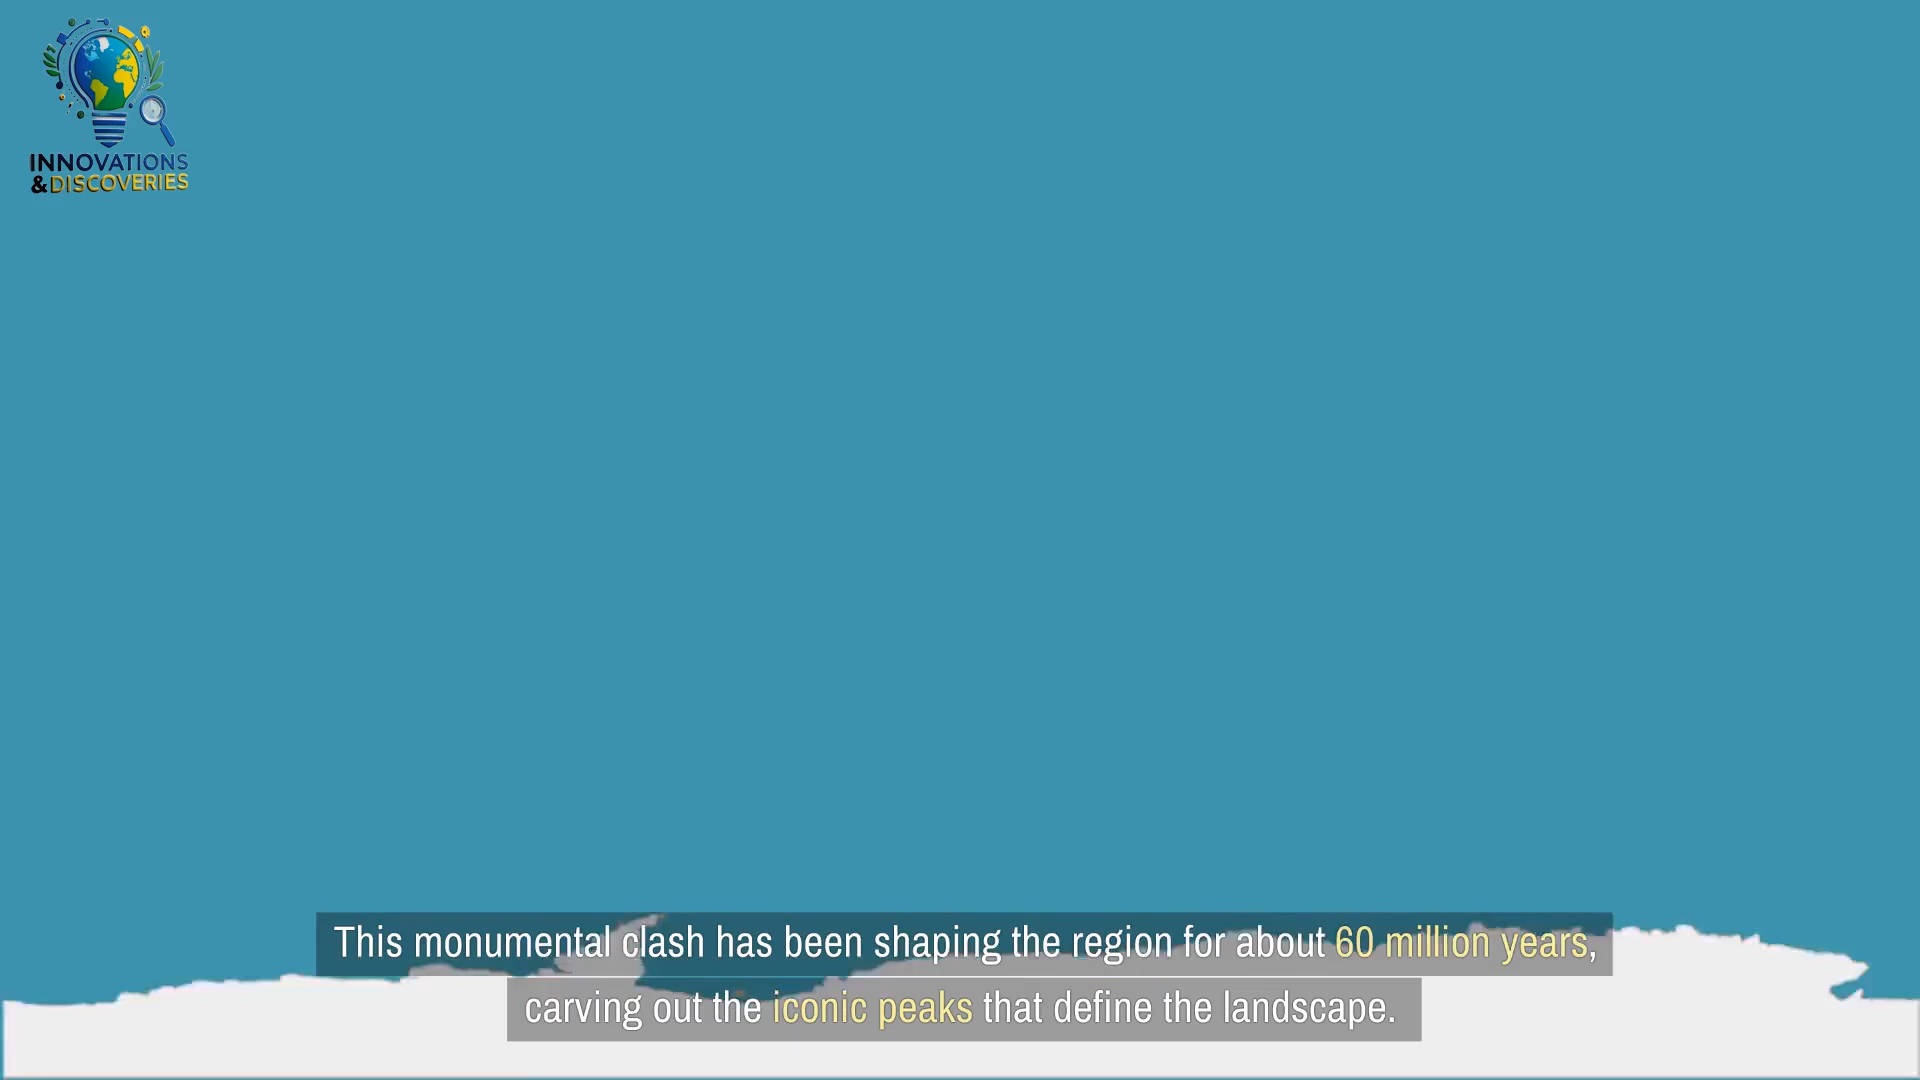 INNOVATIONS
&DISCOVERIES
This monumental clash has been shaping the region for about 60 million years,
carving out the iconic peaks that define the landscape.